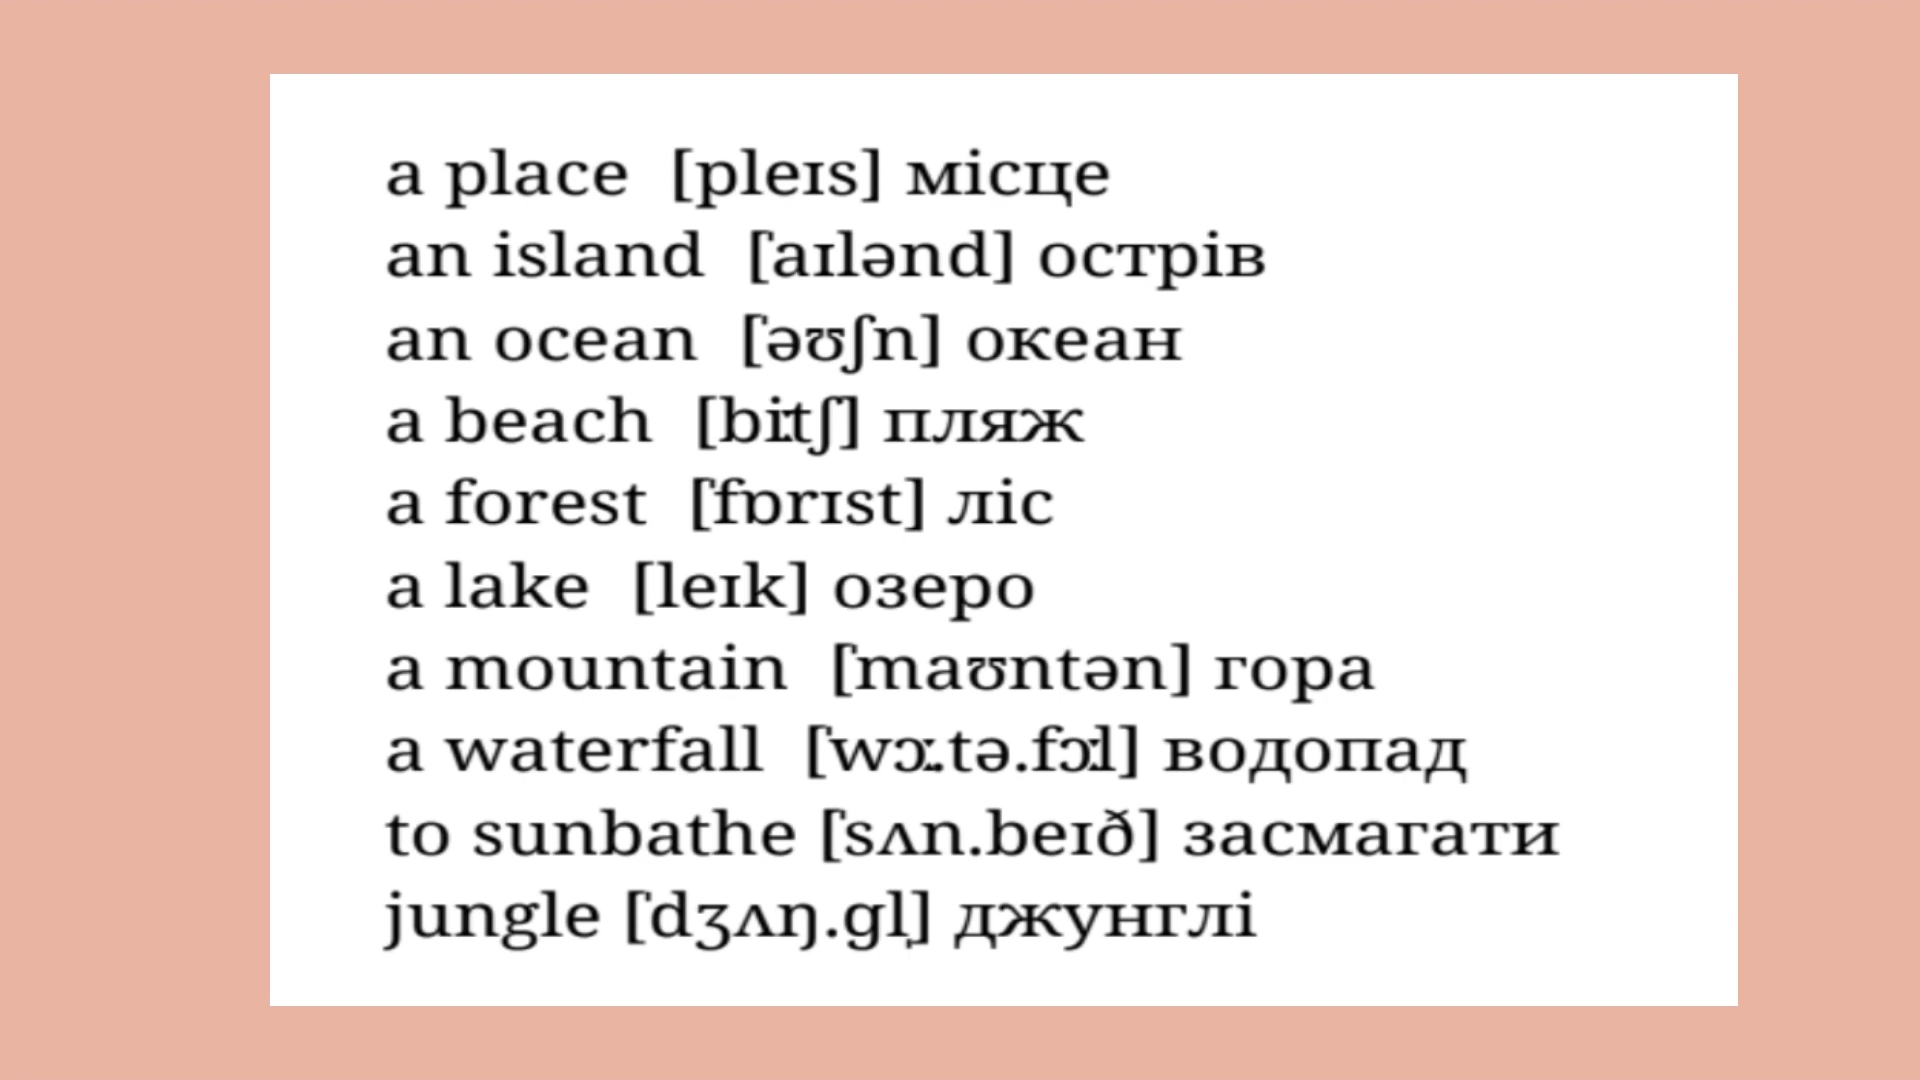 a place [pleɪs] місце
an island [ˈaɪlənd] острів
an ocean [ˈəʊʃn] океан
a beach [biːtʃ] пляж
a forest [ˈfɒrɪst] ліс
a lake [leɪk] озеро
a mountain [ˈmaʊntən] гора
a waterfall [ˈwɔː.tə.fɔːl] водопад
to sunbathe [ˈsʌn.beɪð] засмагати
jungle [ˈdʒʌŋ.ɡl̩] джунглі